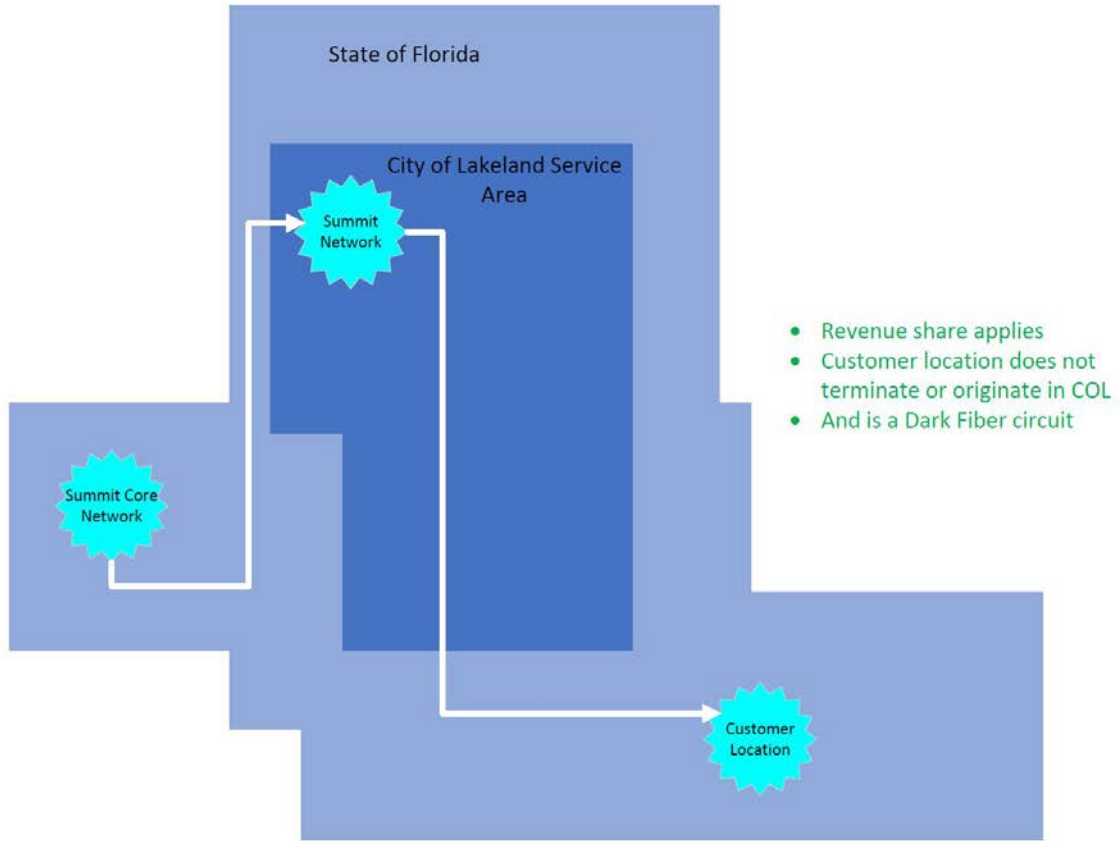 State of Florida
City of Lakeland Service
Area
Summit
Network
• Revenue share applies
• Customer location does not
terminate or originate in COL
• And is a Dark Fiber circuit
Summit Core
Network
Customer
Location